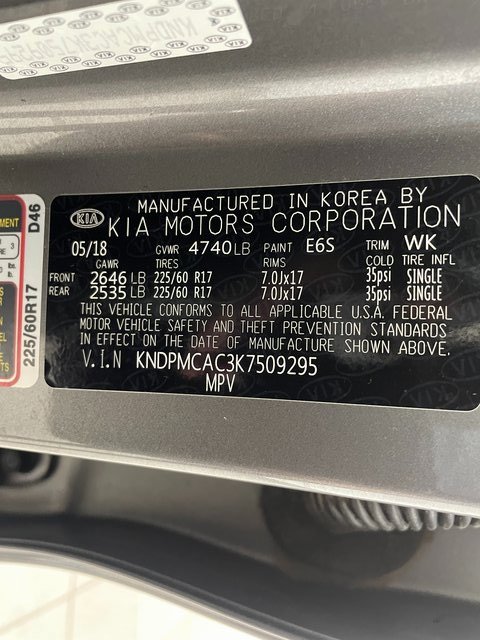 KIA
MANUFACTURED IN KOREA BY
KIA MOTORS CORPORATION
05/18 GVWR 4740 LB PAINT E6S TRIM WK
GAWR TIRES RIMS COLD TIRE INFL
FRONT 2646 LB 225/60 R17 7.0Jx17 35psi SINGLE
REAR 2535 LB 225/60 R17 7.0Jx17 35psi SINGLE
THIS VEHICLE CONFORMS TO ALL APPLICABLE U.S.A. FEDERAL
MOTOR VEHICLE SAFETY AND THEFT PREVENTION STANDARDS
IN EFFECT ON THE DATE OF MANUFACTURE SHOWN ABOVE.
V.I.N KNDPMCAC3K7509295
MPV
225/60R17 D46